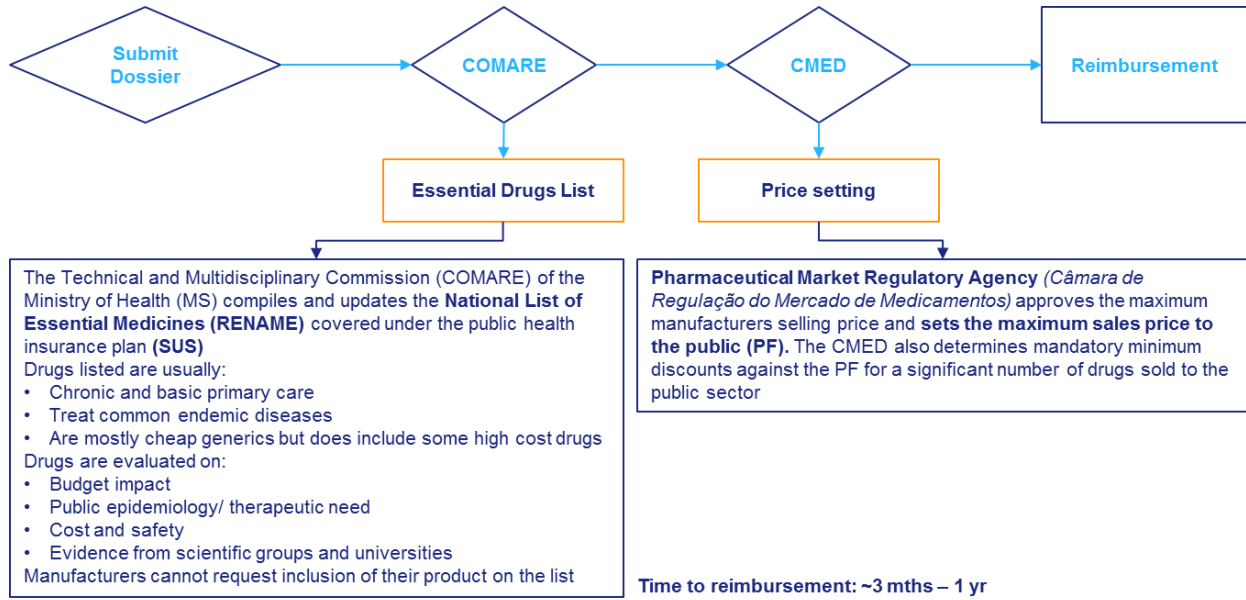 Submit
Dossier
COMARE
CMED
Reimbursement
Essential Drugs List
Price setting
The Technical and Multidisciplinary Commission (COMARE) of the
Ministry of Health (MS) compiles and updates the National List of
Essential Medicines (RENAME) covered under the public health
insurance plan (SUS)
Drugs listed are usually:
• Chronic and basic primary care
• Treat common endemic diseases
• Are mostly cheap generics but does include some high cost drugs
Drugs are evaluated on:
• Budget impact
• Public epidemiology/ therapeutic need
• Cost and safety
• Evidence from scientific groups and universities
Manufacturers cannot request inclusion of their product on the list
Pharmaceutical Market Regulatory Agency (Câmara de
Regulação do Mercado de Medicamentos) approves the maximum
manufacturers selling price and sets the maximum sales price to
the public (PF). The CMED also determines mandatory minimum
discounts against the PF for a significant number of drugs sold to the
public sector
Time to reimbursement: ~3 mths – 1 yr